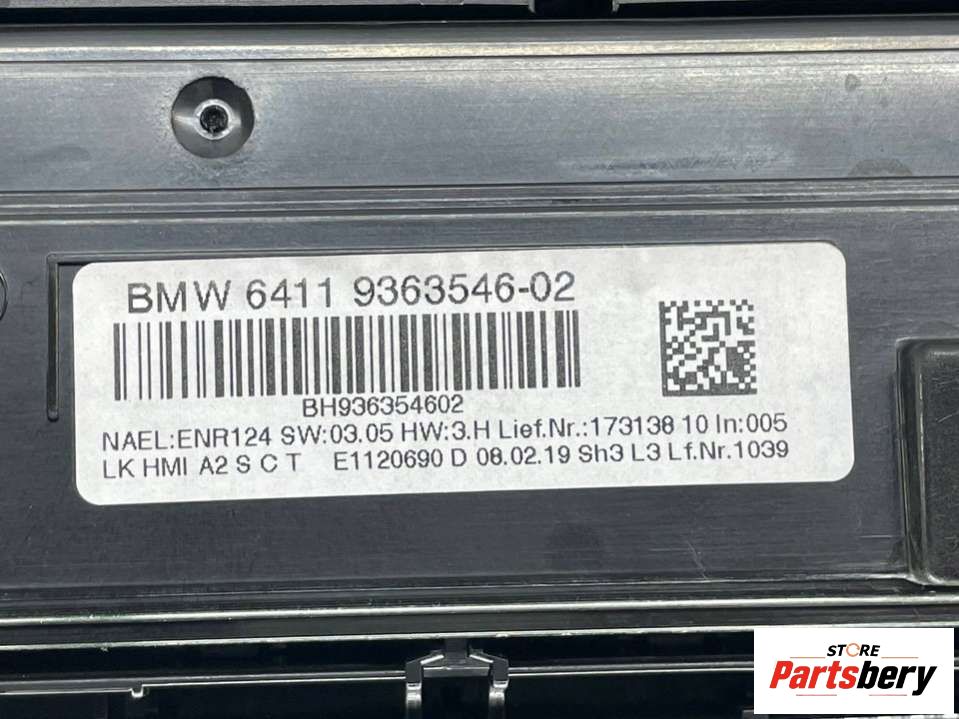 BMW 6411 9363546-02
BH936354602
NAEL:ENR124 SW:03.05 HW:3.H Lief.Nr.:173138 10 In:005
LK HMI A2 S C T E1120690 D 08.02.19 Sh3 L3 Lf.Nr.1039
STORE
Partsbery